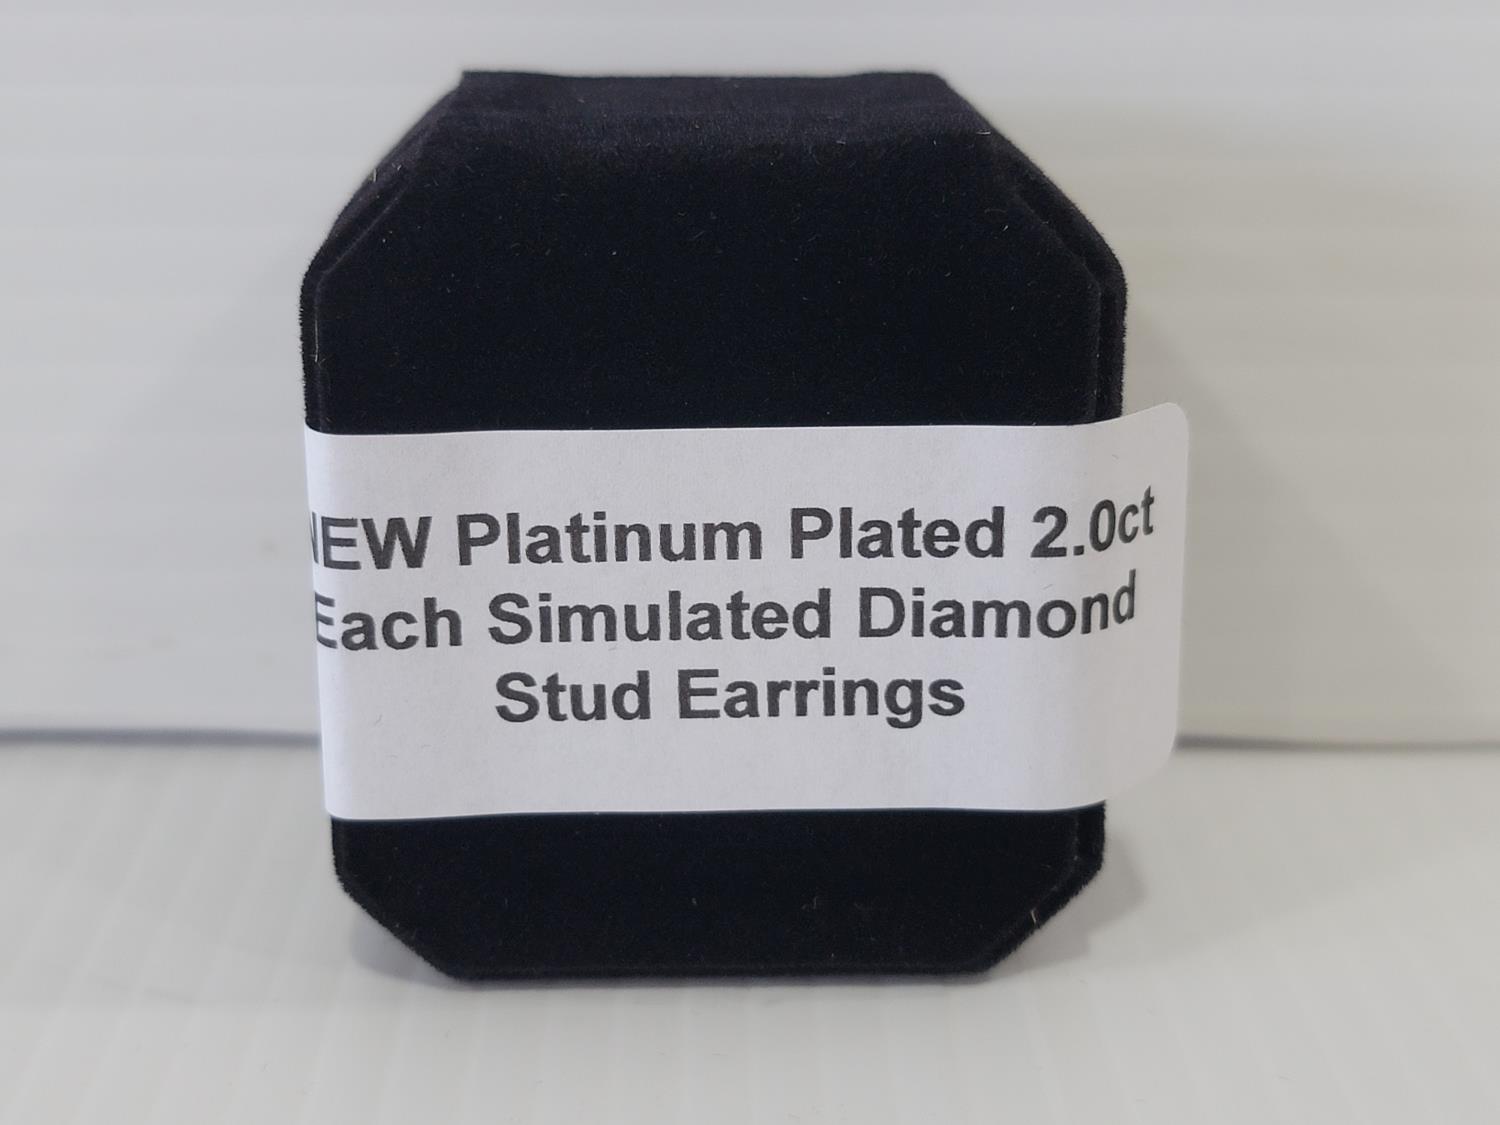 NEW Platinum Plated 2.0ct
Each Simulated Diamond
Stud Earrings